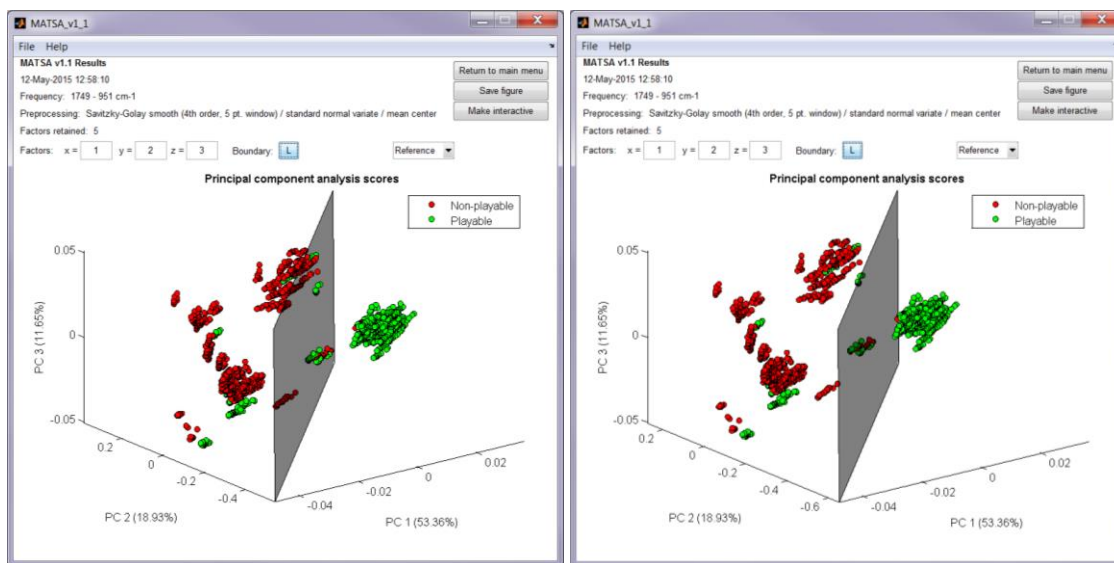 MATSA_v1_1
File Help
MATSA v1.1 Results
12-May-2015 12:58:10
Frequency: 1749 - 951 cm-1
Preprocessing: Savitzky-Golay smooth (4th order, 5 pt. window) / standard normal variate / mean center
Factors retained: 5
Factors: x = 1 y = 2 z = 3 Boundary: L Reference
Return to main menu
Save figure
Make interactive
Principal component analysis scores
Non-playable
Playable
0.05
0
-0.05
PC 3 (11.65%)
0.2
0
-0.2
-0.4
PC 2 (18.93%)
-0.04
-0.02
0
0.02
PC 1 (53.36%)
MATSA_v1_1
File Help
MATSA v1.1 Results
12-May-2015 12:58:10
Frequency: 1749 - 951 cm-1
Preprocessing: Savitzky-Golay smooth (4th order, 5 pt. window) / standard normal variate / mean center
Factors retained: 5
Factors: x = 1 y = 2 z = 3 Boundary: L Reference
Return to main menu
Save figure
Make interactive
Principal component analysis scores
Non-playable
Playable
0.05
0
-0.05
PC 3 (11.65%)
0.2
0
-0.2
-0.4
-0.6
PC 2 (18.93%)
-0.04
-0.02
0
0.02
PC 1 (53.36%)